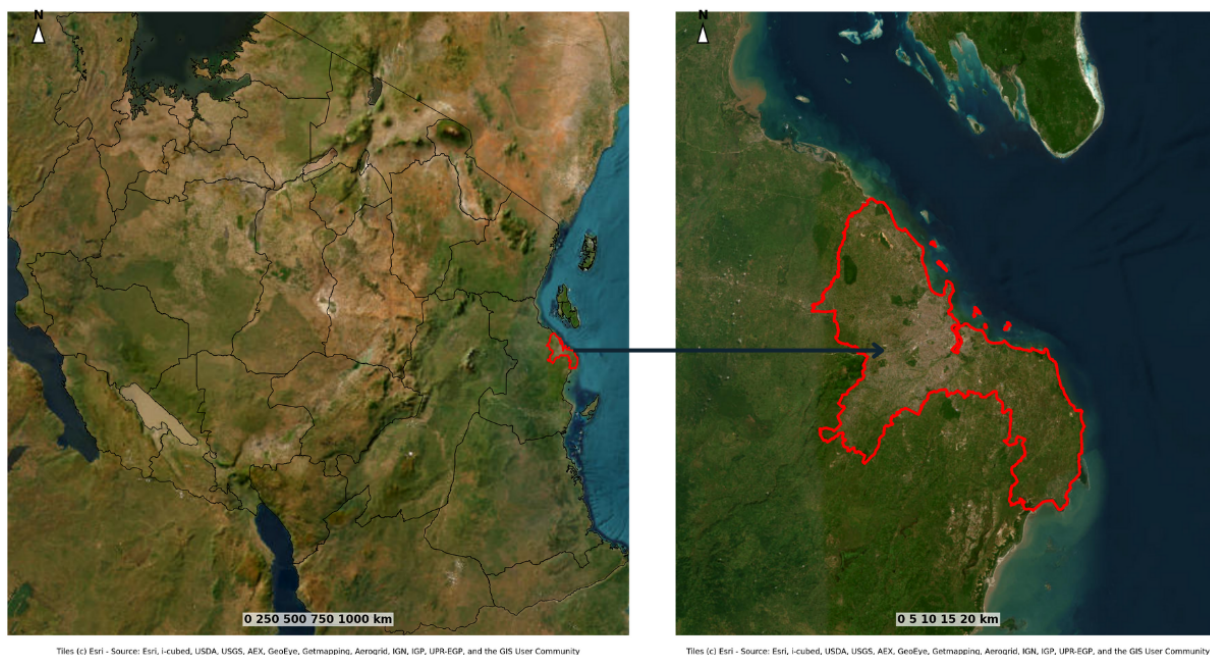 N
N
0 250 500 750 1000 km
0 5 10 15 20 km
Tiles (c) Esri - Source: Esri, i-cubed, USDA, USGS, AEX, GeoEye, Getmapping, Aerogrid, IGN, IGP, UPR-EGP, and the GIS User Community
Tiles (c) Esri - Source: Esri, i-cubed, USDA, USGS, AEX, GeoEye, Getmapping, Aerogrid, IGN, IGP, UPR-EGP, and the GIS User Community